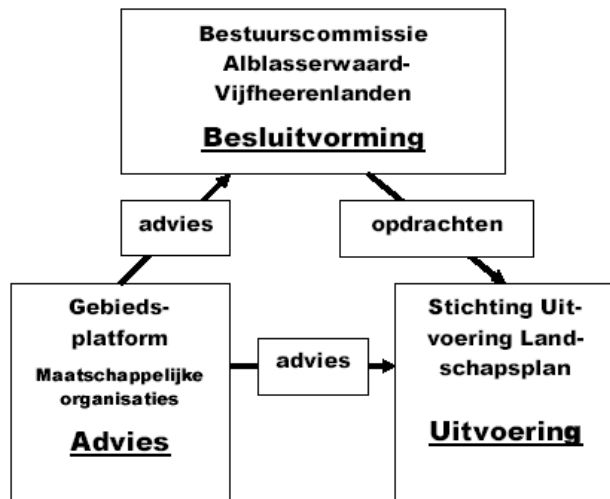 Bestuurscommissie
Alblasserwaard-
Vijfheerenlanden
Besluitvorming
advies
opdrachten
Gebieds-
platform
Maatschappelijke
organisaties
Advies
advies
Stichting Uit-
voering Land-
schapsplan
Uitvoering